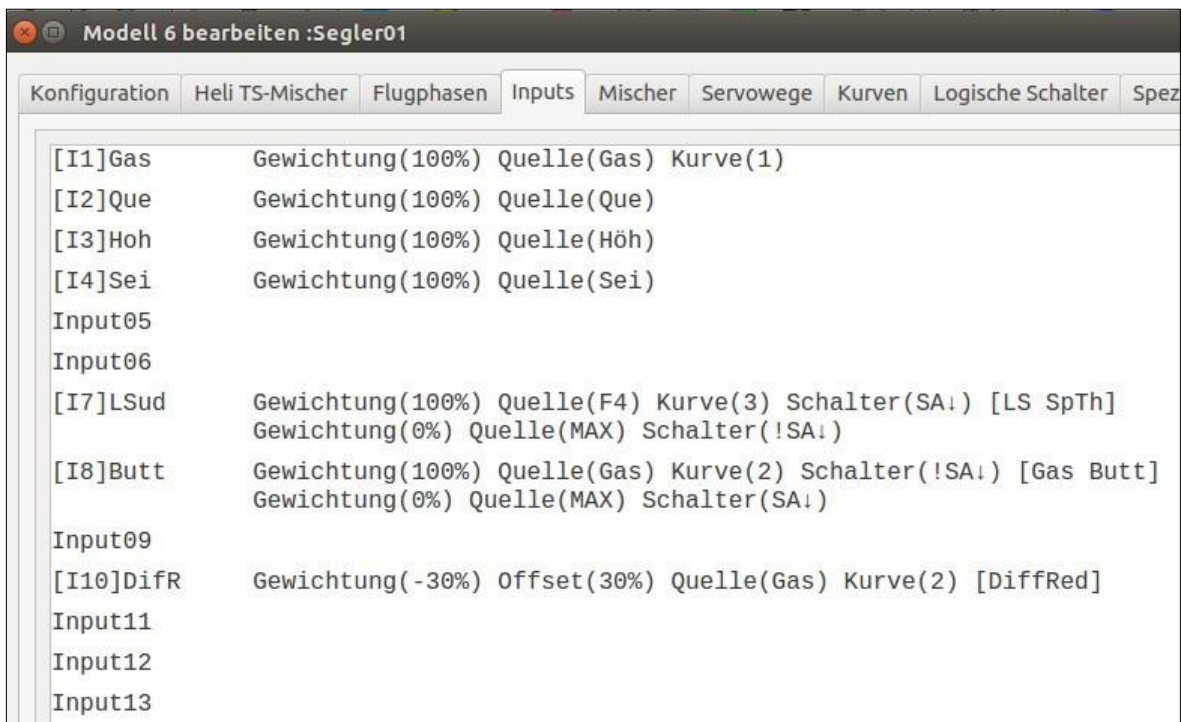 Modell 6 bearbeiten :Segler01
Konfiguration Heli TS-Mischer Flugphasen Inputs Mischer Servowege Kurven Logische Schalter Spez
[I1]Gas Gewichtung(100%) Quelle(Gas) Kurve(1)
[I2]Que Gewichtung(100%) Quelle(Que)
[I3]Hoh Gewichtung(100%) Quelle(Höh)
[I4]Sei Gewichtung(100%) Quelle(Sei)
Input05
Input06
[I7]LSud Gewichtung(100%) Quelle(F4) Kurve(3) Schalter(SA↓) [LS SpTh]
Gewichtung(0%) Quelle(MAX) Schalter(!SA↓)
[I8]Butt Gewichtung(100%) Quelle(Gas) Kurve(2) Schalter(!SA↓) [Gas Butt]
Gewichtung(0%) Quelle(MAX) Schalter(SA↓)
Input09
[I10]DifR Gewichtung(-30%) Offset(30%) Quelle(Gas) Kurve(2) [DiffRed]
Input11
Input12
Input13